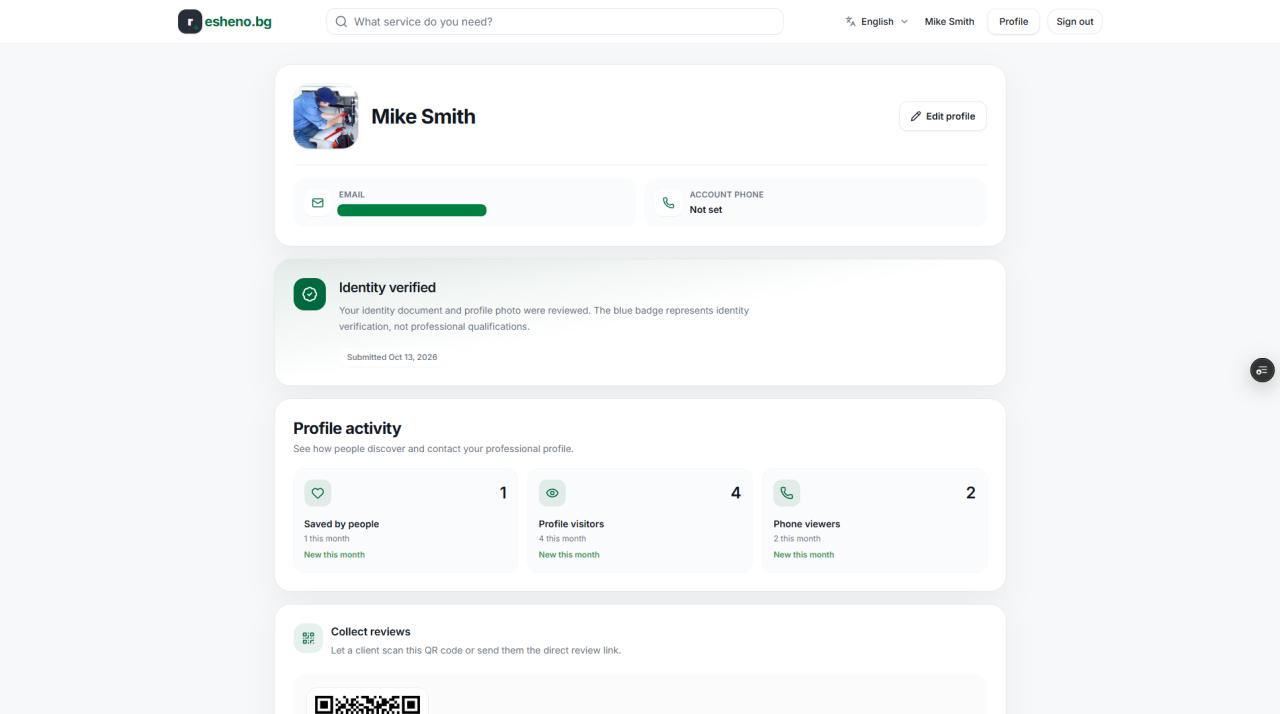 r esheno.bg
What service do you need?
English
Mike Smith
Profile
Sign out
Mike Smith
Edit profile
EMAIL
ACCOUNT PHONE
Not set
Identity verified
Your identity document and profile photo were reviewed. The blue badge represents identity
verification, not professional qualifications.
Submitted Oct 13, 2026
Profile activity
See how people discover and contact your professional profile.
1
Saved by people
1 this month
New this month
4
Profile visitors
4 this month
New this month
2
Phone viewers
2 this month
New this month
Collect reviews
Let a client scan this QR code or send them the direct review link.